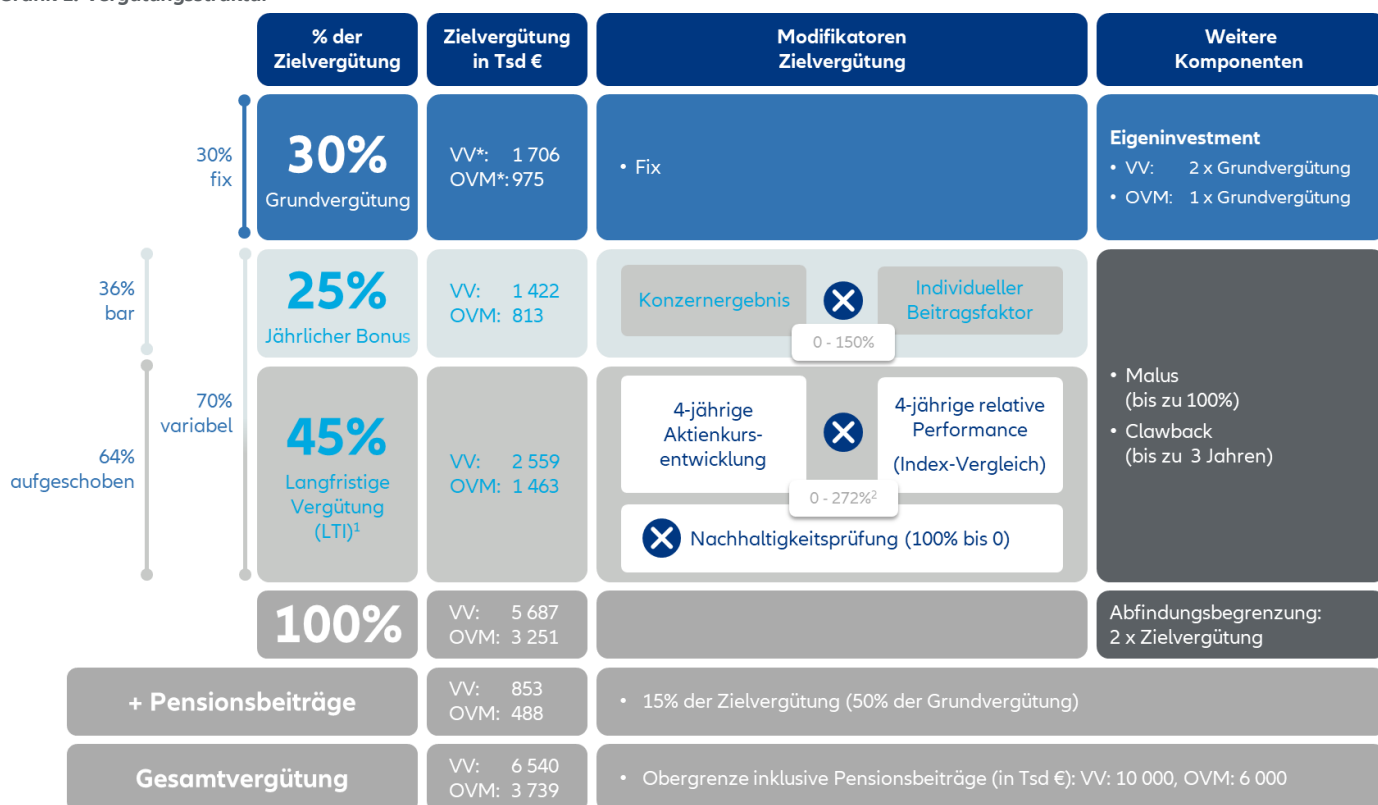 % der
Zielvergütung
Zielvergütung
in Tsd €
Modifikatoren
Zielvergütung
Weitere
Komponenten
30%
fix
30%
Grundvergütung
VV*: 1 706
OVM*: 975
• Fix
Eigeninvestment
• VV: 2 x Grundvergütung
• OVM: 1 x Grundvergütung
36%
bar
70%
variabel
64%
aufgeschoben
25%
Jährlicher Bonus
VV: 1 422
OVM: 813
Konzernergebnis
Individueller
Beitragsfaktor
0 - 150%
45%
Langfristige
Vergütung
(LTI)¹
VV: 2 559
OVM: 1 463
4-jährige
Aktienkurs-
entwicklung
4-jährige relative
Performance
(Index-Vergleich)
0 - 272%²
Nachhaltigkeitsprüfung (100% bis 0)
• Malus
(bis zu 100%)
• Clawback
(bis zu 3 Jahren)
100%
VV: 5 687
OVM: 3 251
Abfindungsbegrenzung:
2 x Zielvergütung
+ Pensionsbeiträge
VV: 853
OVM: 488
• 15% der Zielvergütung (50% der Grundvergütung)
Gesamtvergütung
VV: 6 540
OVM: 3 739
• Obergrenze inklusive Pensionsbeiträge (in Tsd €): VV: 10 000, OVM: 6 000